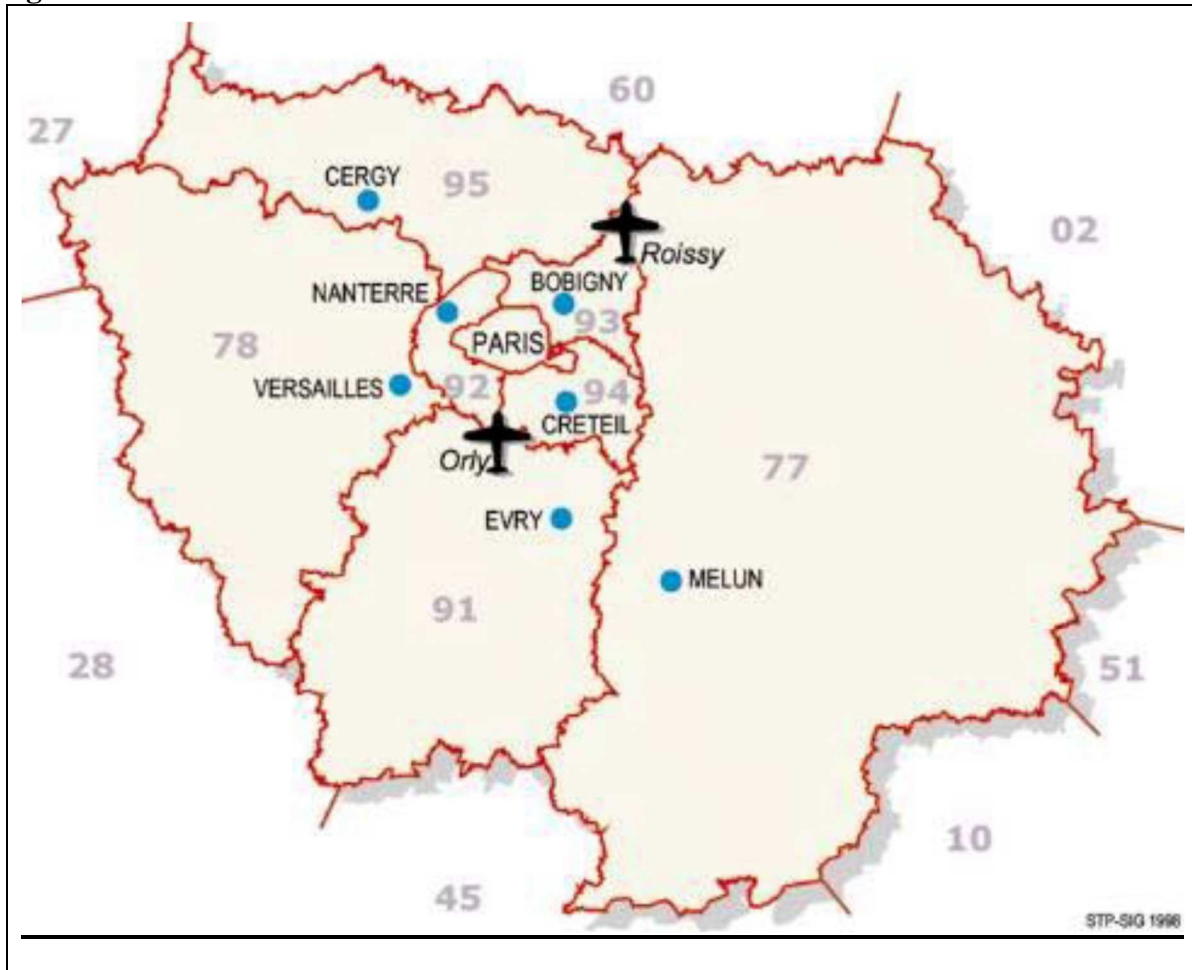 60
27
CERGY
95
02
Roissy
BOBIGNY
NANTERRE
93
PARIS
78
VERSAILLES
92
94
CRETEIL
Orly
77
EVRY
MELUN
91
28
51
10
45
STP-SIG 1998